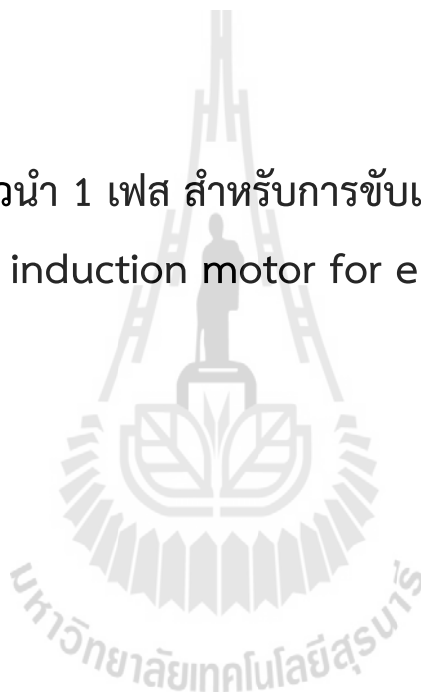 วนำ 1 เฟส สำหรับการขับเ
induction motor for e
มหาวิทยาลัยเทคโนโลยีสุรนารี